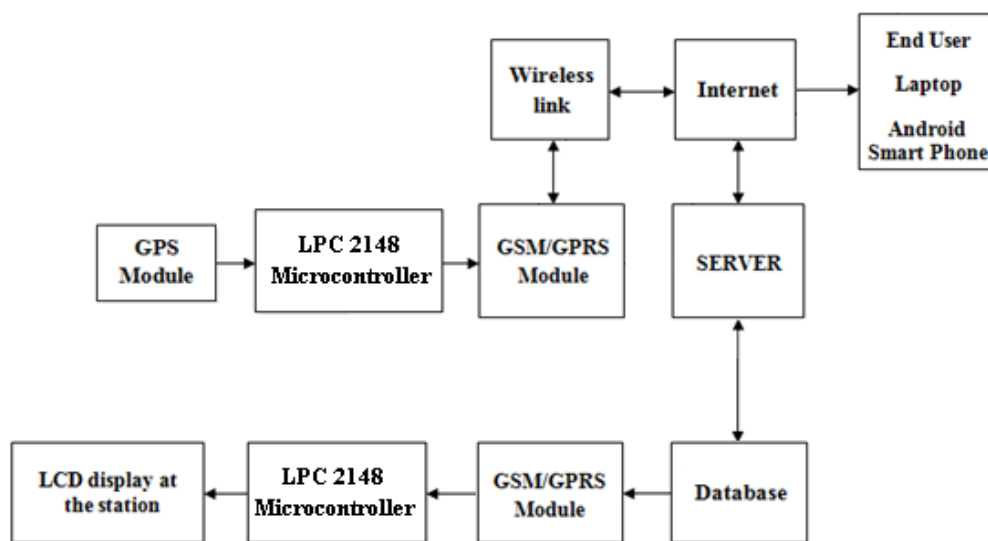 Wireless
link
Internet
End User
Laptop
Android
Smart Phone
GPS
Module
LPC 2148
Microcontroller
GSM/GPRS
Module
SERVER
LCD display at
the station
LPC 2148
Microcontroller
GSM/GPRS
Module
Database